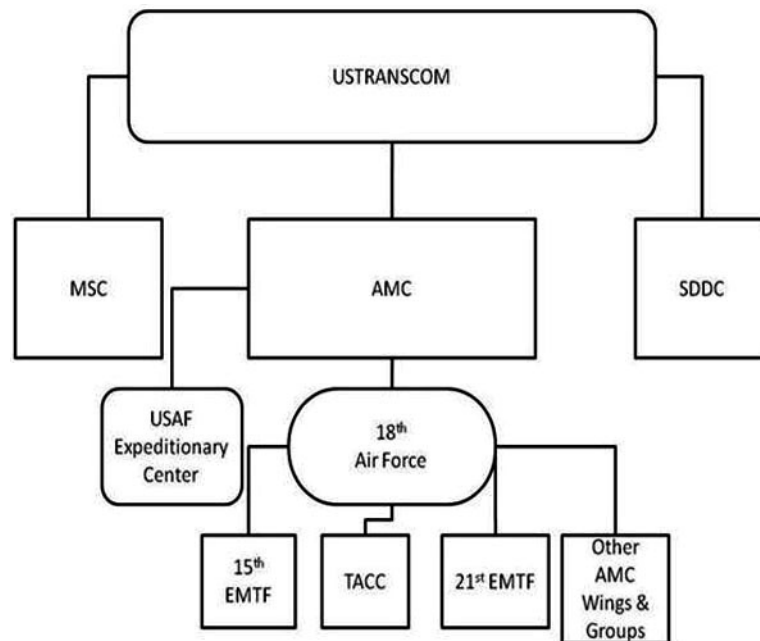 USTRANSCOM
MSC
AMC
SDDC
USAF
Expeditionary
Center
18th
Air Force
15th
EMTF
TACC
21st EMTF
Other
AMC
Wings &
Groups